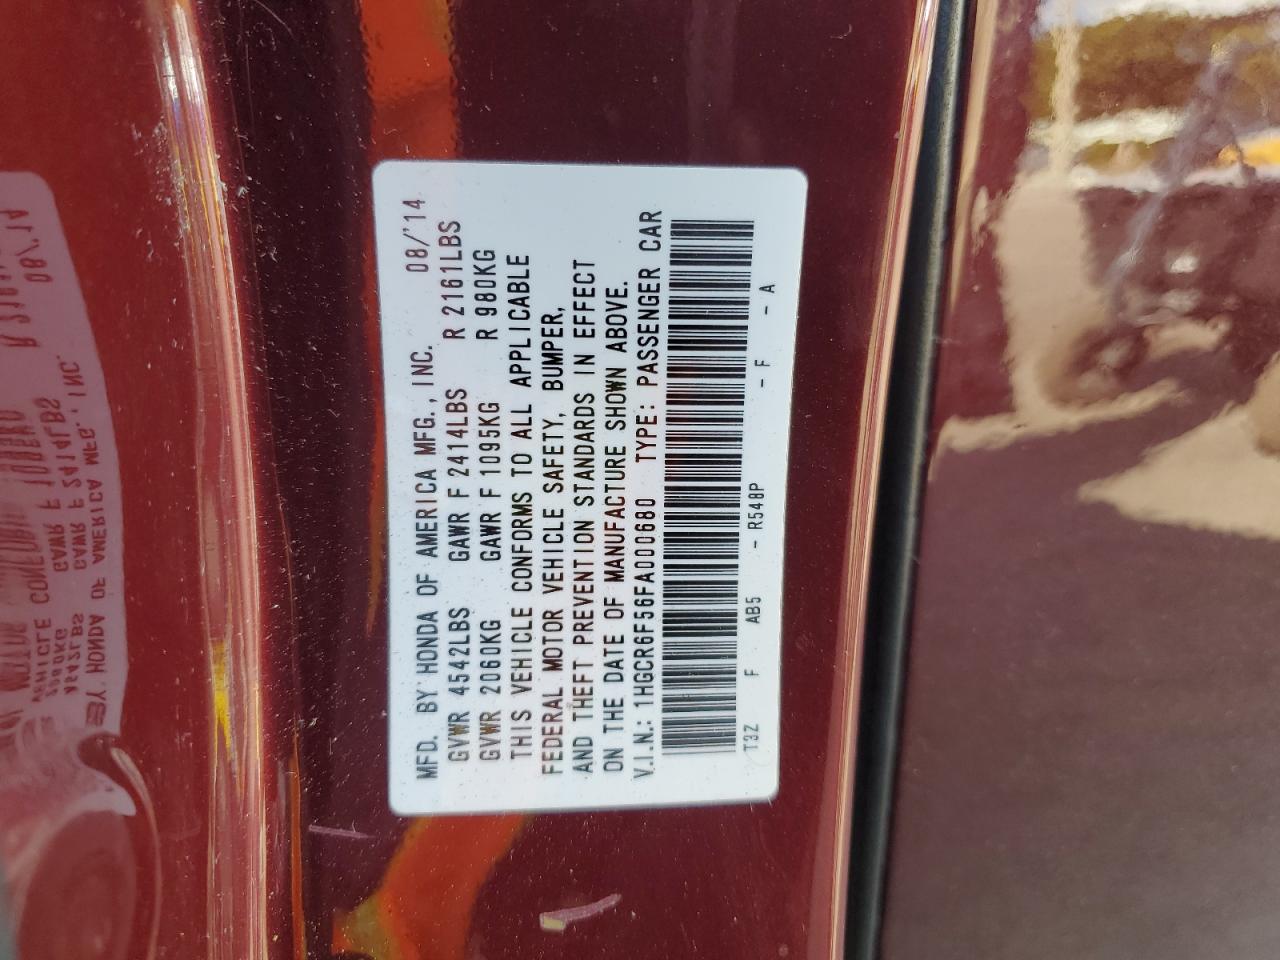 MFD. BY HONDA OF AMERICA MFG., INC. 08/'14
GVWR 4542LBS GAWR F 2414LBS R 2161LBS
GVWR 2060KG GAWR F 1095KG R 980KG
THIS VEHICLE CONFORMS TO ALL APPLICABLE
FEDERAL MOTOR VEHICLE SAFETY, BUMPER,
AND THEFT PREVENTION STANDARDS IN EFFECT
ON THE DATE OF MANUFACTURE SHOWN ABOVE.
V.I.N.: 1HGCR6F56FA000680 TYPE: PASSENGER CAR
T3Z F AB5 - R548P - F - A